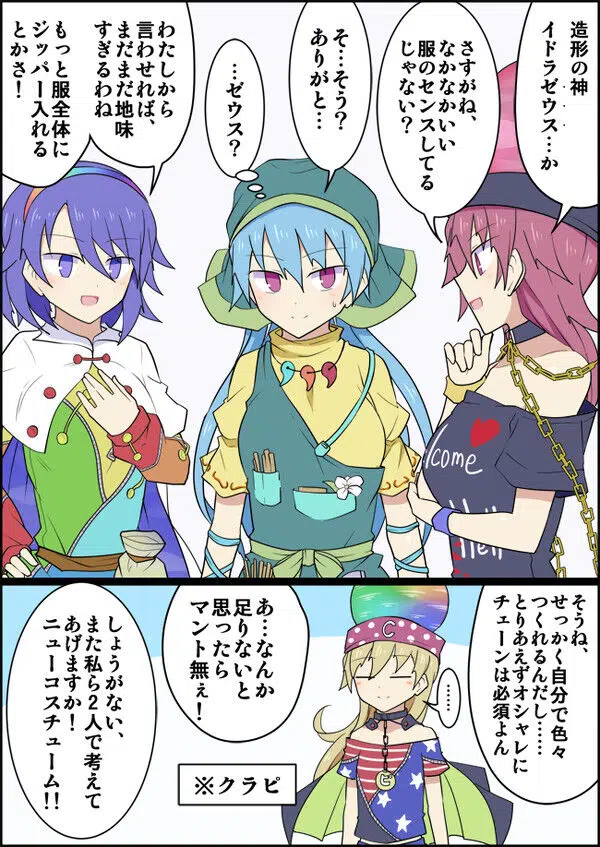 造形の神
イドラゼウス…か
さすがね、
なかなかいい
服のセンスしてる
じゃない?
そ…そう?
ありがと…
…ゼウス?
わたしから
言わせれば、
まだまだ地味
すぎるわね
もっと服全体に
ジッパー入れる
とかさ!
lcome
Hell
Hell
そうね、
せっかく自分で色々
つくれるんだし……
とりあえずオシャレに
チェーンは必須よん
……
C
ピ
※クラピ
あ…なんか
足りないと
思ったら
マント無ぇ!
しょうがない、
また私ら2人で考えて
あげますか!
ニューコスチューム!!